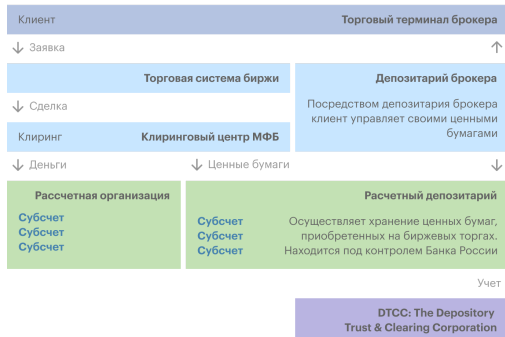 Клиент Торговый терминал брокера
Заявка
Торговая система биржи
Депозитарий брокера
Сделка
Посредством депозитария брокера
клиент управляет своими ценными
бумагами
Клиринг Клиринговый центр МФБ
Деньги
Ценные бумаги
Рассчетная организация
Субсчет
Субсчет
Субсчет
Расчетный депозитарий
Субсчет
Субсчет
Субсчет
Осуществляет хранение ценных бумаг,
приобретенных на биржевых торгах.
Находится под контролем Банка России
Учет
DTCC: The Depository
Trust & Clearing Corporation